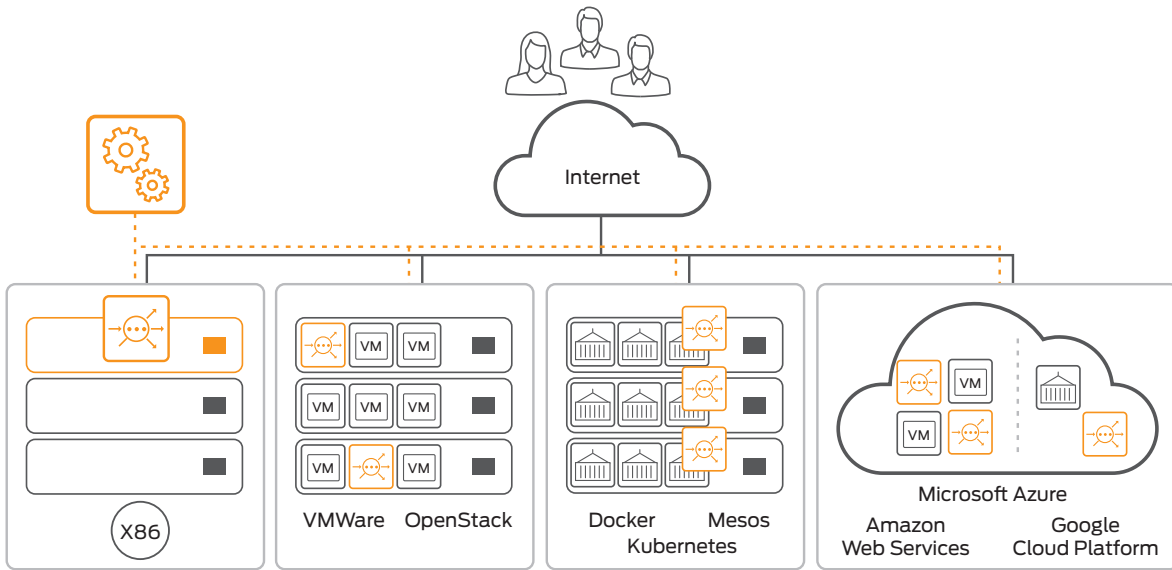 Internet
X86
VM
VM
VM
VM
VM
VM
VM
VMWare
OpenStack
Docker
Mesos
Kubernetes
VM
VM
Microsoft Azure
Amazon
Web Services
Google
Cloud Platform